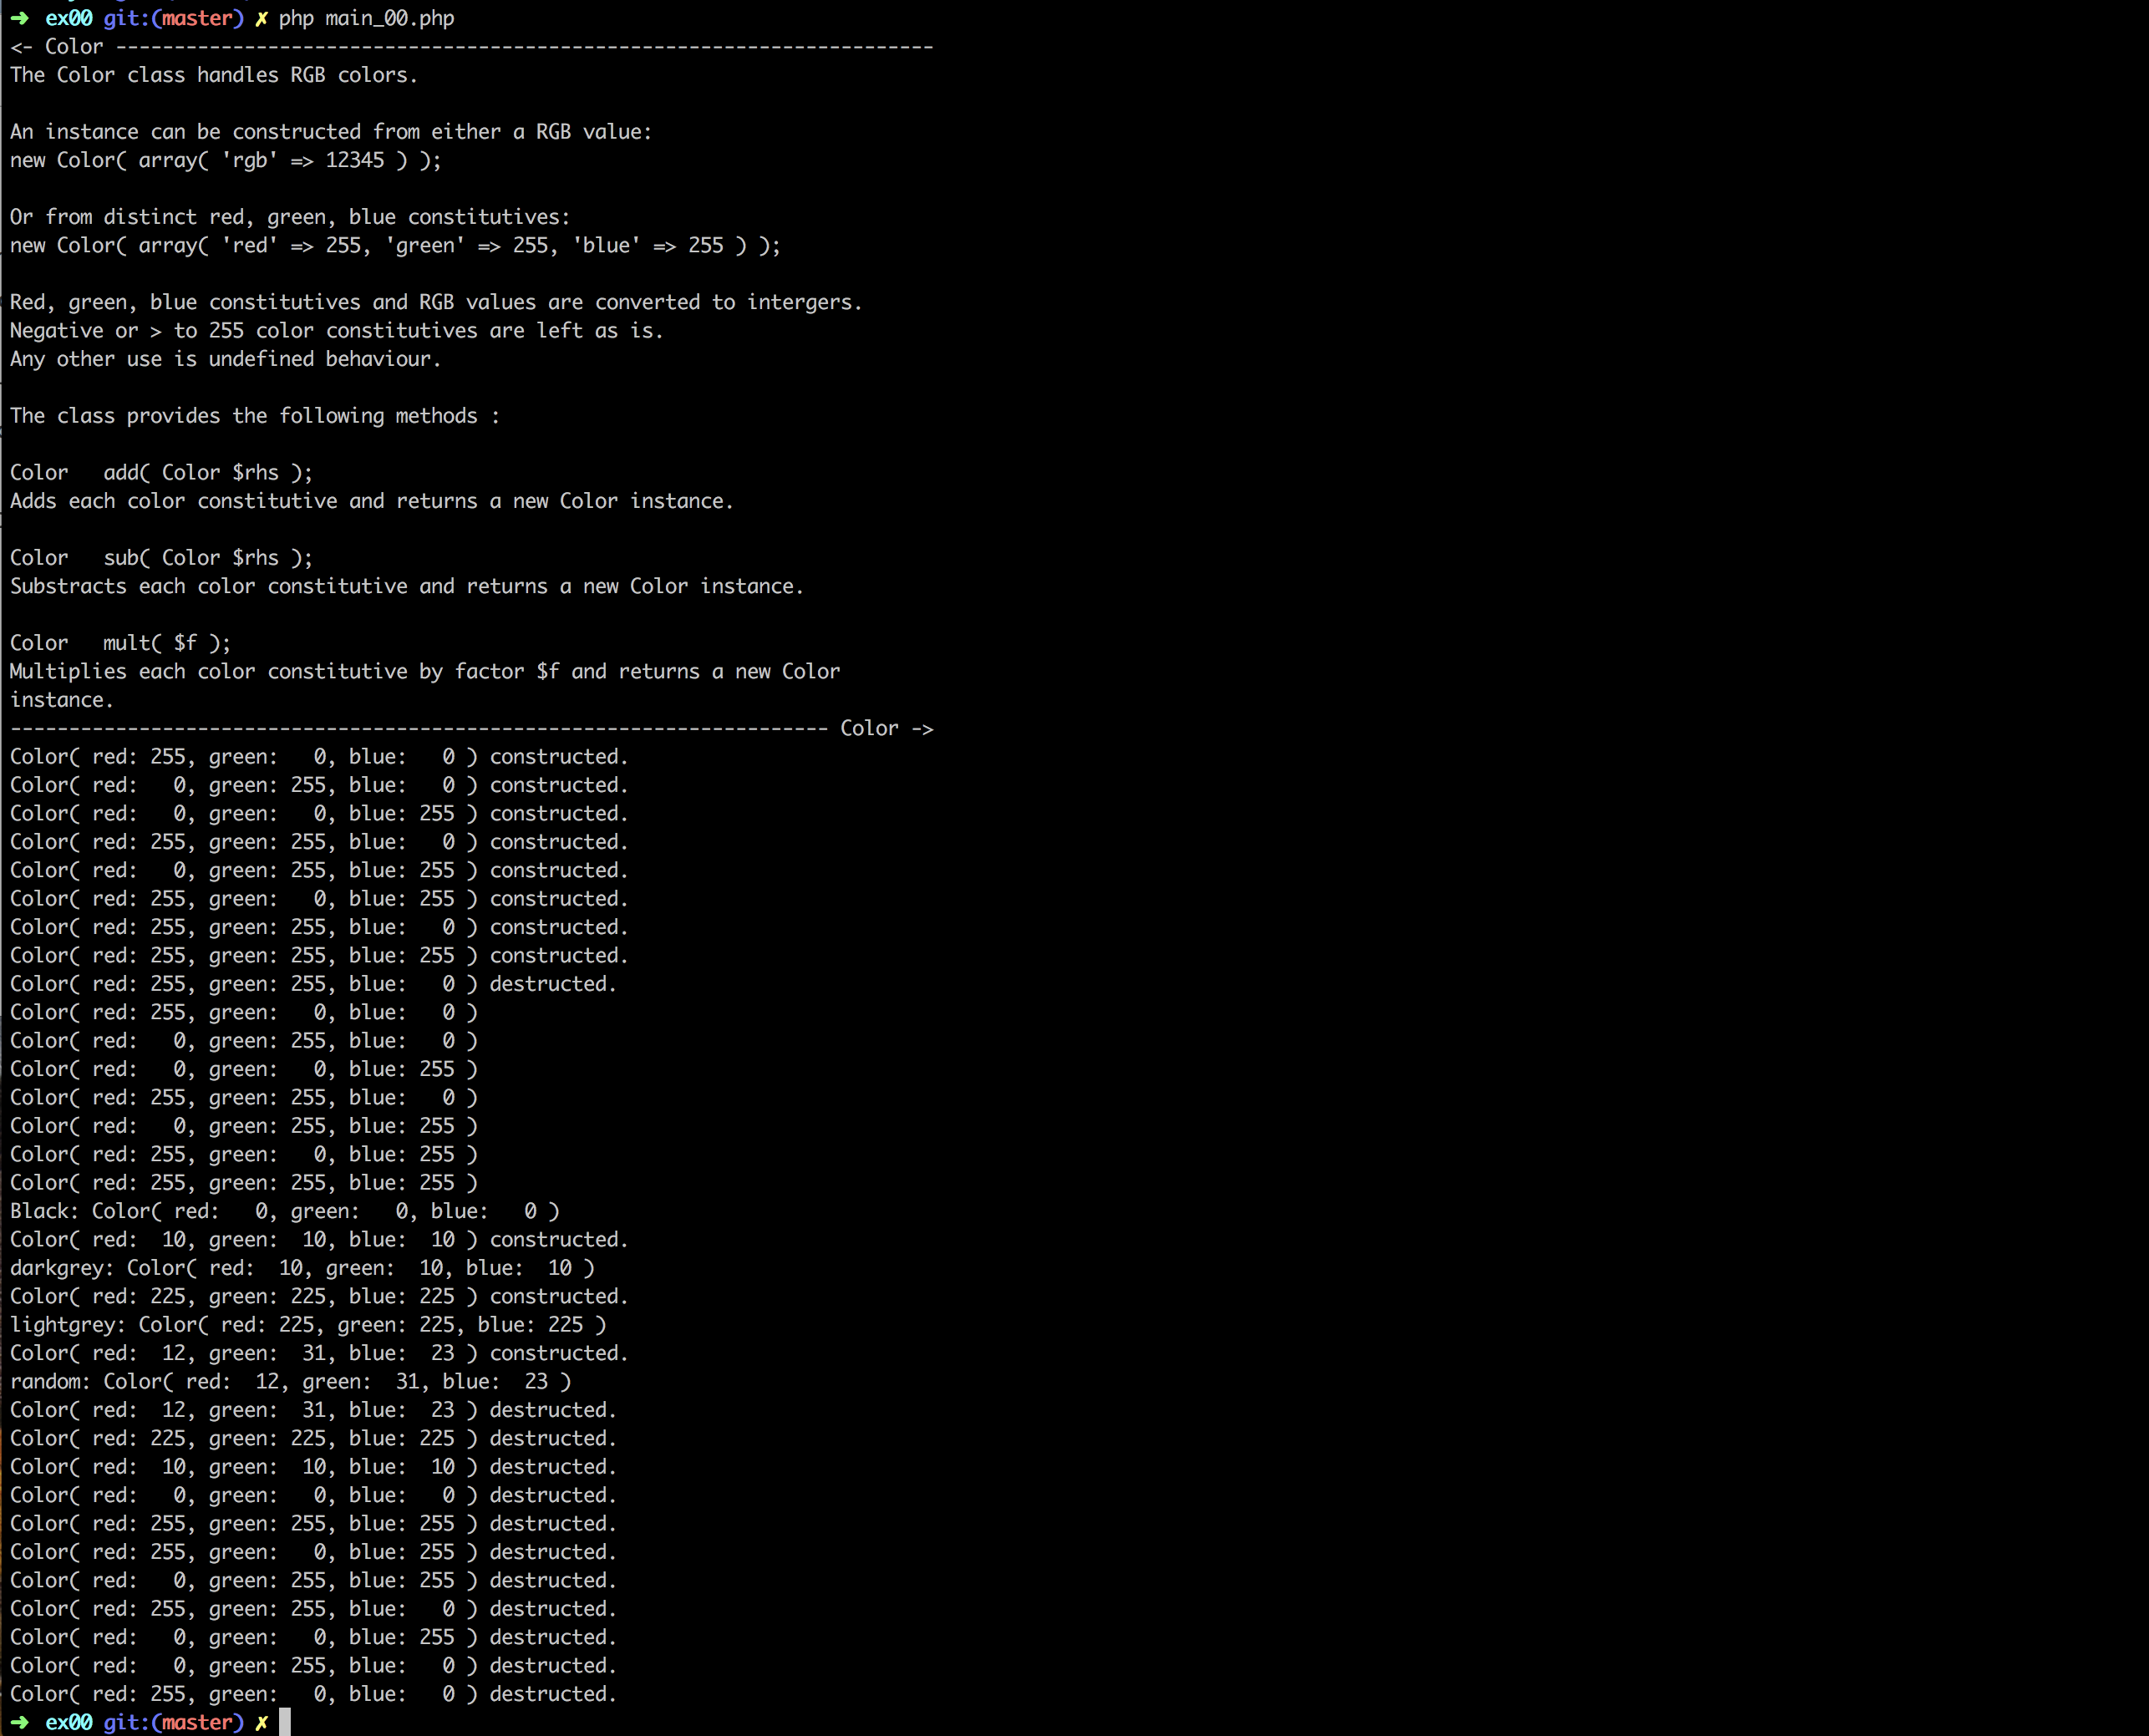 ➜ ex00 git:(master) ✗ php main_00.php
<- Color ----------------------------------------------------------------------
The Color class handles RGB colors.

An instance can be constructed from either a RGB value:
new Color( array( 'rgb' => 12345 ) );

Or from distinct red, green, blue constitutives:
new Color( array( 'red' => 255, 'green' => 255, 'blue' => 255 ) );

Red, green, blue constitutives and RGB values are converted to intergers.
Negative or > to 255 color constitutives are left as is.
Any other use is undefined behaviour.

The class provides the following methods :

Color   add( Color $rhs );
Adds each color constitutive and returns a new Color instance.

Color   sub( Color $rhs );
Substracts each color constitutive and returns a new Color instance.

Color   mult( $f );
Multiplies each color constitutive by factor $f and returns a new Color
instance.
---------------------------------------------------------------------- Color ->
Color( red: 255, green:   0, blue:   0 ) constructed.
Color( red:   0, green: 255, blue:   0 ) constructed.
Color( red:   0, green:   0, blue: 255 ) constructed.
Color( red: 255, green: 255, blue:   0 ) constructed.
Color( red:   0, green: 255, blue: 255 ) constructed.
Color( red: 255, green:   0, blue: 255 ) constructed.
Color( red: 255, green: 255, blue:   0 ) constructed.
Color( red: 255, green: 255, blue: 255 ) constructed.
Color( red: 255, green: 255, blue:   0 ) destructed.
Color( red: 255, green:   0, blue:   0 )
Color( red:   0, green: 255, blue:   0 )
Color( red:   0, green:   0, blue: 255 )
Color( red: 255, green: 255, blue:   0 )
Color( red:   0, green: 255, blue: 255 )
Color( red: 255, green:   0, blue: 255 )
Color( red: 255, green: 255, blue: 255 )
Black: Color( red:   0, green:   0, blue:   0 )
Color( red:  10, green:  10, blue:  10 ) constructed.
darkgrey: Color( red:  10, green:  10, blue:  10 )
Color( red: 225, green: 225, blue: 225 ) constructed.
lightgrey: Color( red: 225, green: 225, blue: 225 )
Color( red:  12, green:  31, blue:  23 ) constructed.
random: Color( red:  12, green:  31, blue:  23 )
Color( red:  12, green:  31, blue:  23 ) destructed.
Color( red: 225, green: 225, blue: 225 ) destructed.
Color( red:  10, green:  10, blue:  10 ) destructed.
Color( red:   0, green:   0, blue:   0 ) destructed.
Color( red: 255, green: 255, blue: 255 ) destructed.
Color( red: 255, green:   0, blue: 255 ) destructed.
Color( red:   0, green: 255, blue: 255 ) destructed.
Color( red: 255, green: 255, blue:   0 ) destructed.
Color( red:   0, green:   0, blue: 255 ) destructed.
Color( red:   0, green: 255, blue:   0 ) destructed.
Color( red: 255, green:   0, blue:   0 ) destructed.
➜ ex00 git:(master) ✗